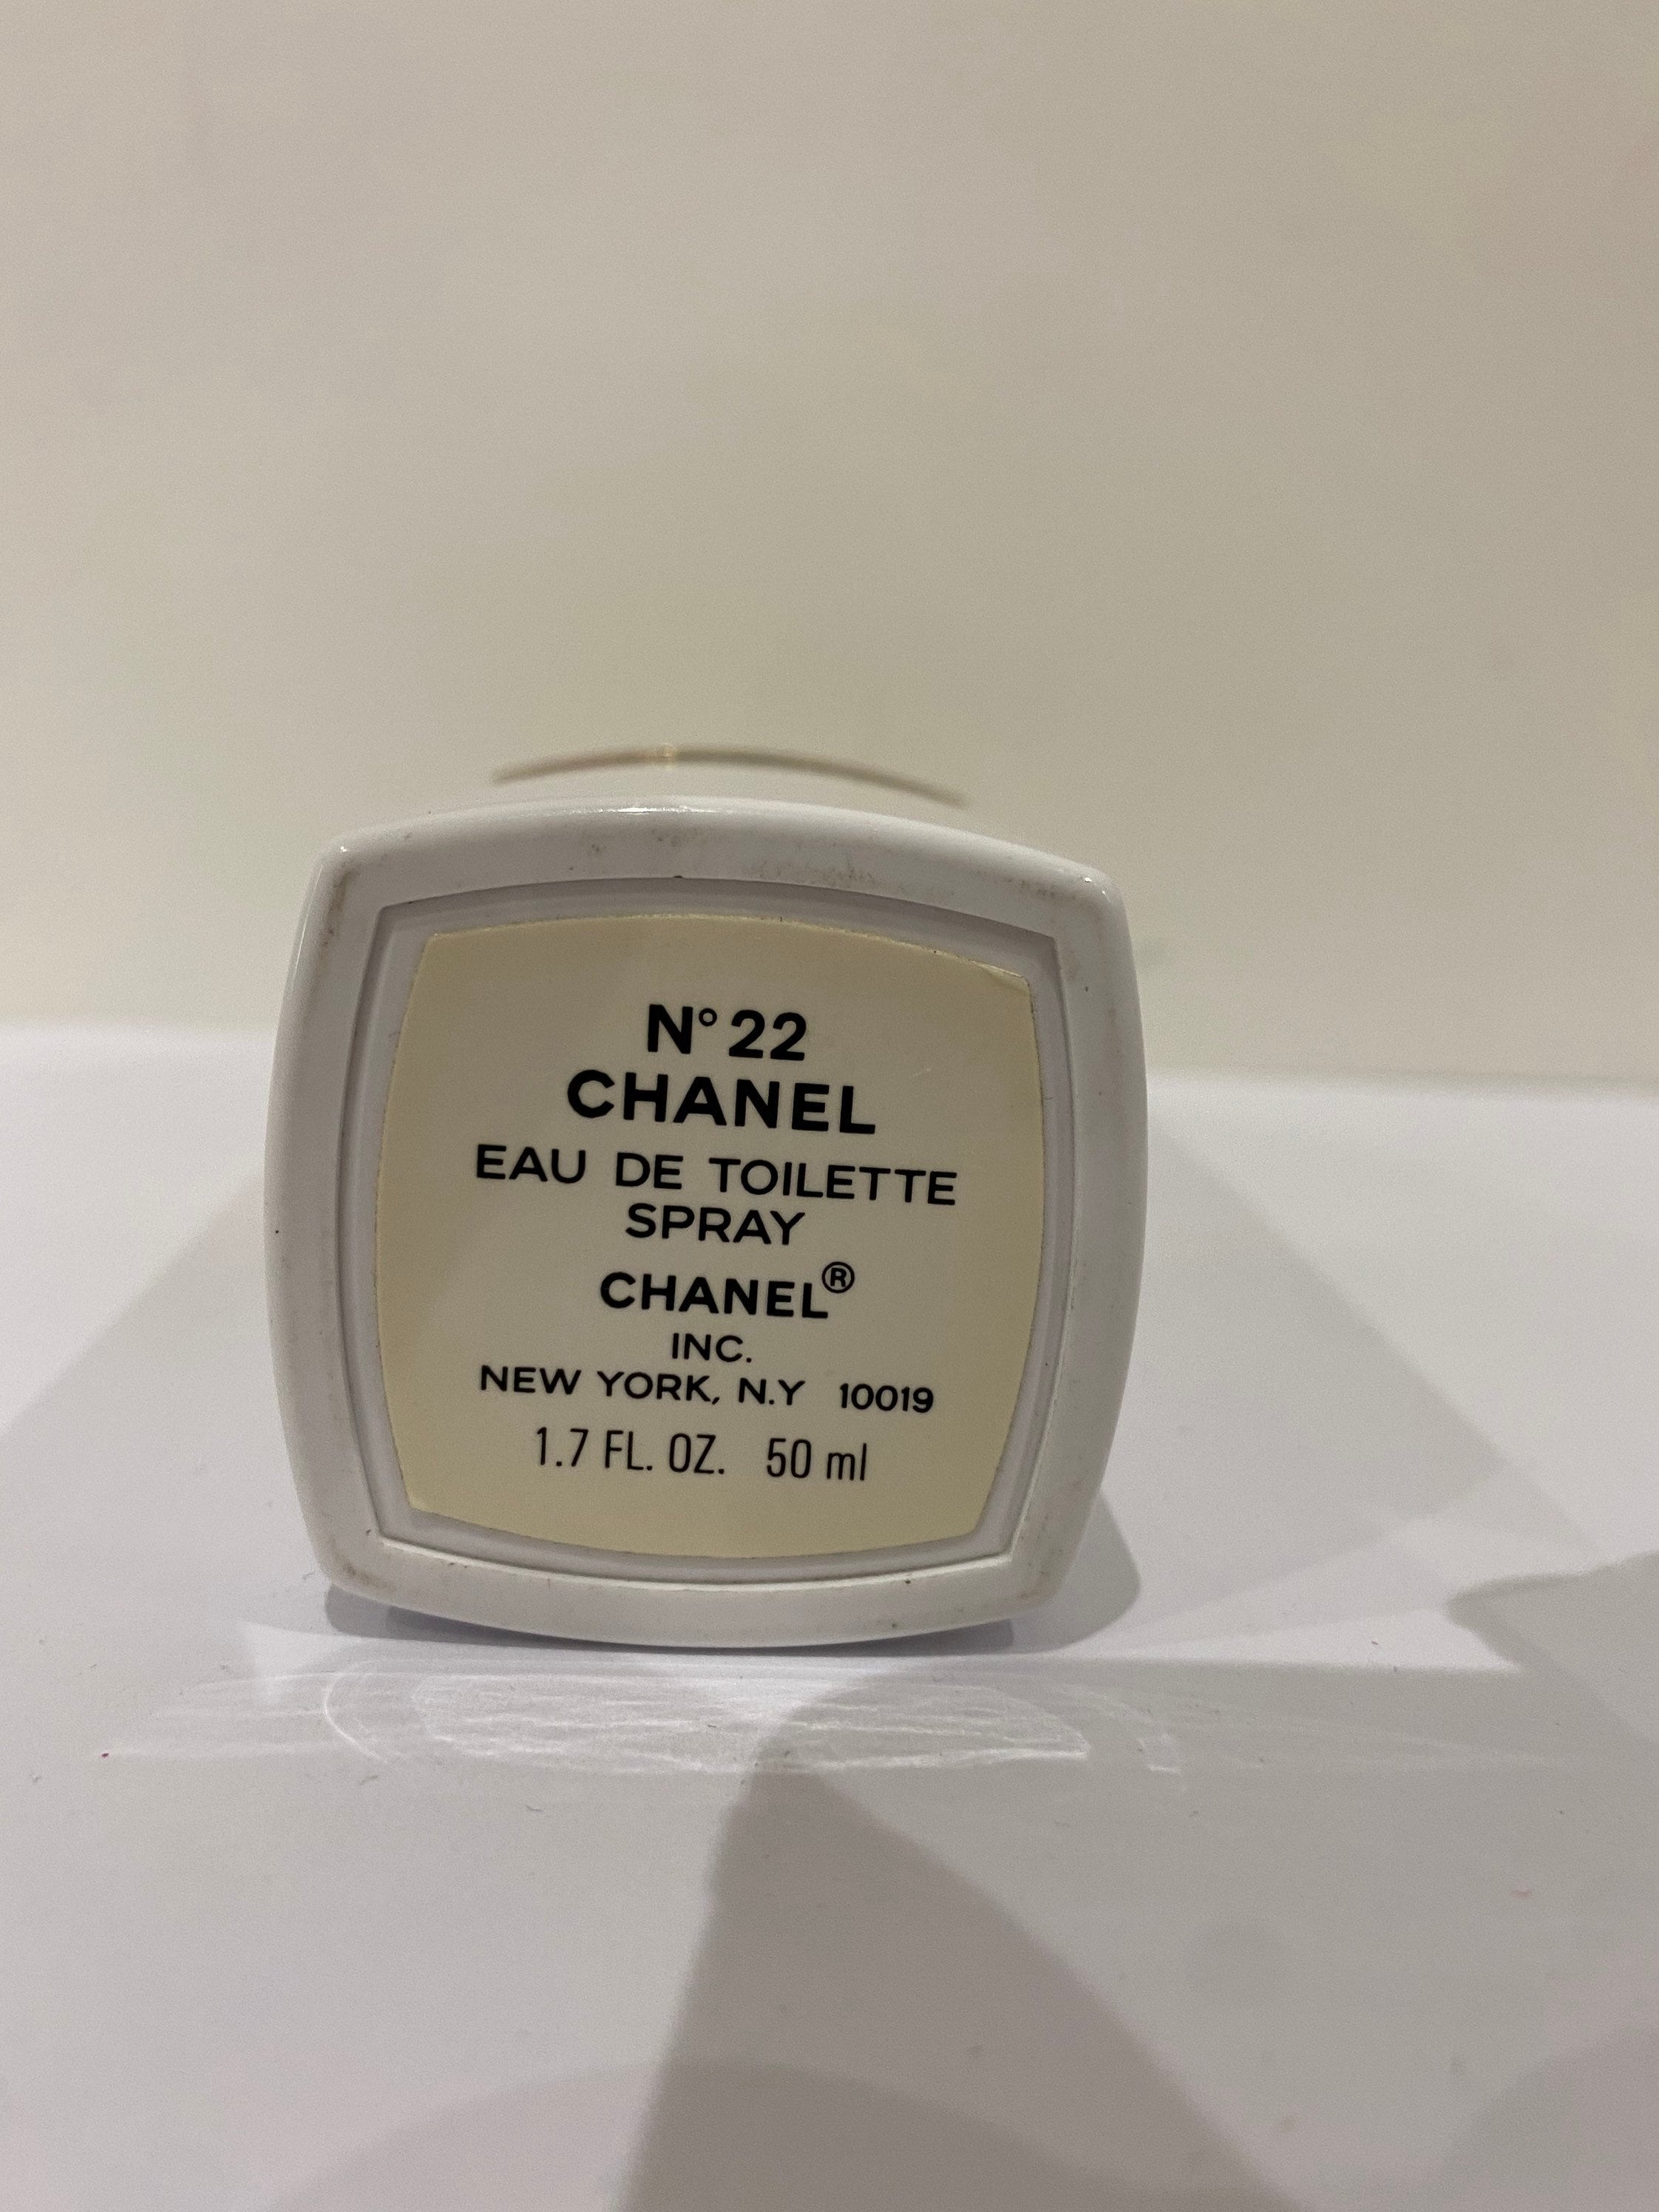 N° 22
CHANEL
EAU DE TOILETTE
SPRAY
CHANEL®
INC.
NEW YORK, N.Y 10019
1.7 FL. OZ. 50 ml